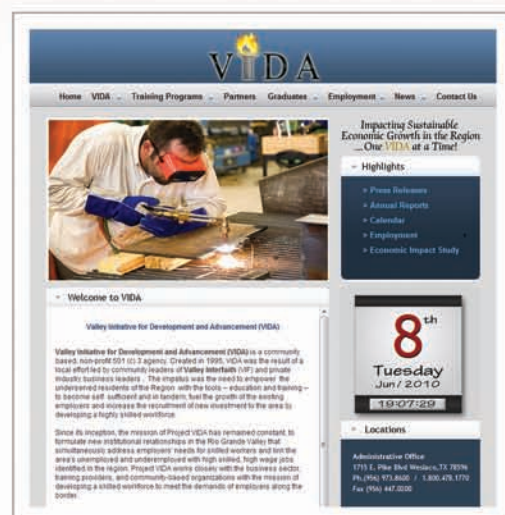 VIDA
Home VIDA Training Programs Partners Graduates Employment News Contact Us
Impacting Sustainable
Economic Growth in the Region
...One VIDA at a Time!
Highlights
> Press Releases
> Annual Reports
> Calendar
> Employment
> Economic Impact Study
Welcome to VIDA
Valley Initiative for Development and Advancement (VIDA)
Valley Initiative for Development and Advancement (VIDA) is a community
based, non-profit 501 (c) 3 agency. Created in 1995, VIDA was the result of a
local effort led by community leaders of Valley Interfaith (VIF) and private
industry business leaders . The impetus was the need to empower the
underserved residents of the Region with the tools – education and training –
to become self sufficient and in tandem, fuel the growth of the existing
employers and increase the recruitment of new investment to the area by
developing a highly skilled workforce.
Since its inception, the mission of Project VIDA has remained constant, to
formulate new institutional relationships in the Rio Grande Valley that
simultaneously address employers' needs for skilled workers and link the
area's unemployed and underemployed with high skilled, high wage jobs
identified in the region. Project VIDA works closely with the business sector,
training providers, and community-based organizations with the mission of
developing a skilled workforce to meet the demands of employers along the
border.
8th
Tuesday
Jun / 2010
19:07:29
Locations
Administrative Office
1715 E. Pike Blvd Weslaco, TX 78596
Ph.(956) 973.8600 / 1.800.478.1770
Fax (956) 447.0000